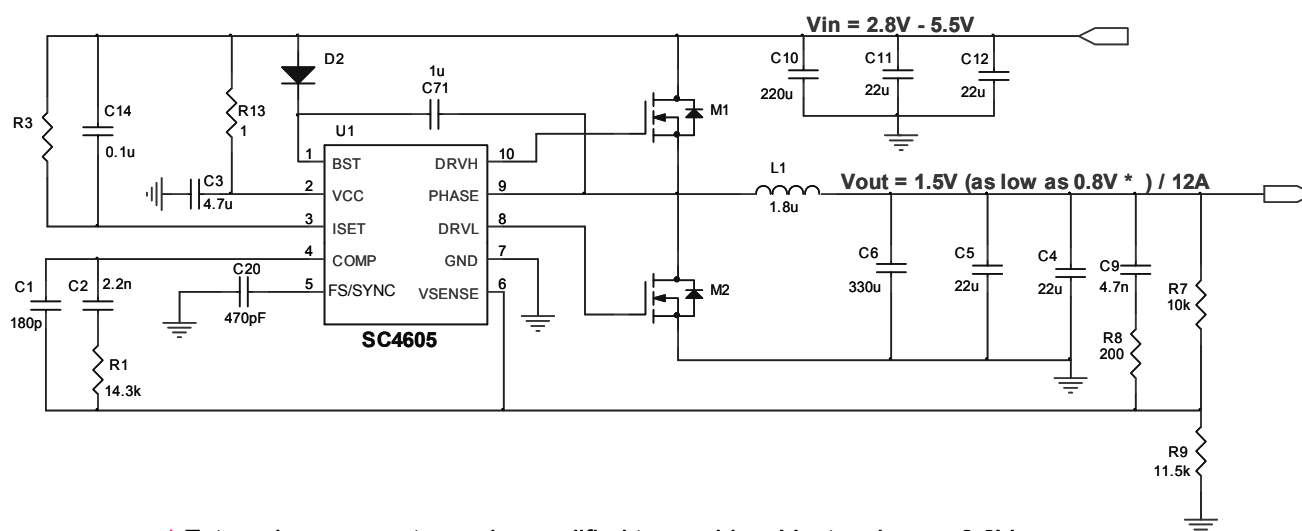 Vin = 2.8V - 5.5V
D2
C10
220u
C11
22u
C12
22u
1u
C71
R3
C14
0.1u
R13
1
M1
U1
1 BST DRVH 10
2 VCC PHASE 9
3 ISET DRVL 8
4 COMP GND 7
5 FS/SYNC VSENSE 6
SC4605
C3
4.7u
L1
1.8u
Vout = 1.5V (as low as 0.8V * ) / 12A
C1
180p
C2
2.2n
C20
470pF
R1
14.3k
M2
C6
330u
C5
22u
C4
22u
C9
4.7n
R8
200
R7
10k
R9
11.5k